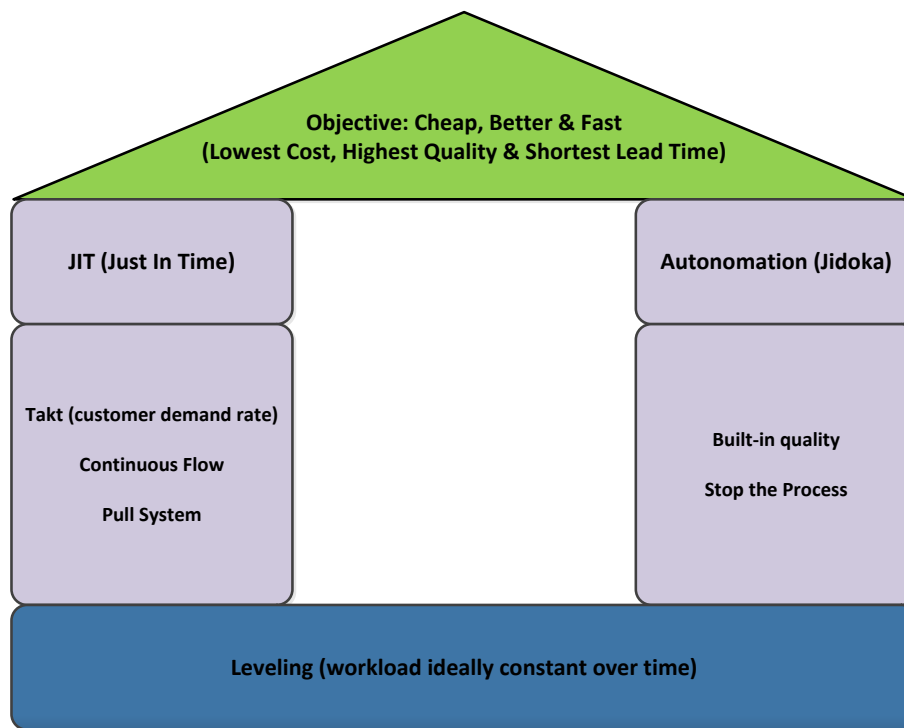 Objective: Cheap, Better & Fast
(Lowest Cost, Highest Quality & Shortest Lead Time)
JIT (Just In Time)
Autonomation (Jidoka)
Takt (customer demand rate)
Continuous Flow
Pull System
Built-in quality
Stop the Process
Leveling (workload ideally constant over time)